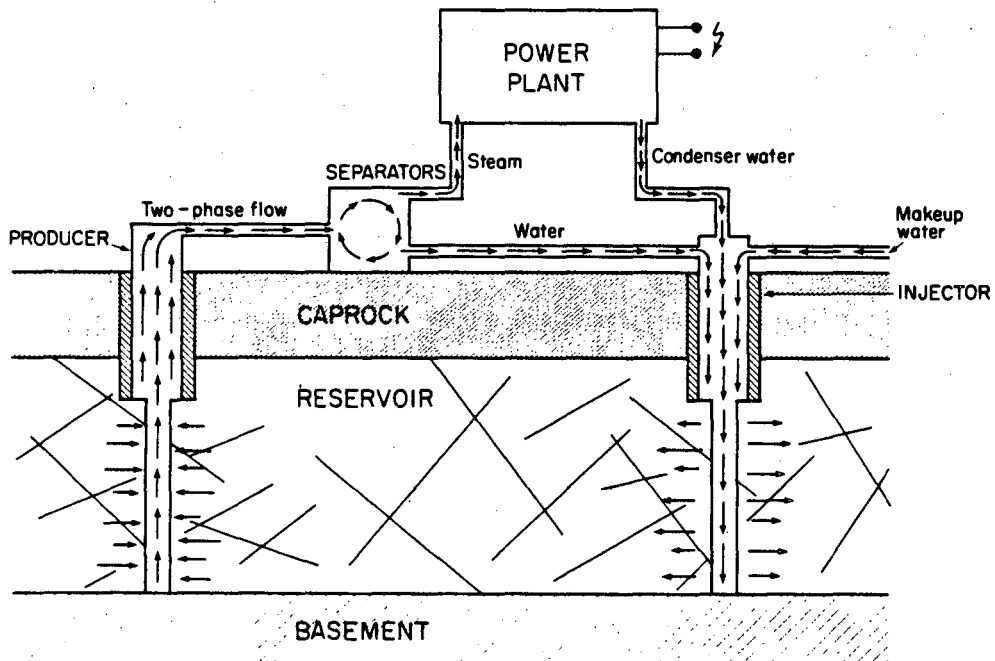 POWER
PLANT
Steam
Condenser water
SEPARATORS
Two-phase flow
PRODUCER
Water
Makeup
water
INJECTOR
CAPROCK
RESERVOIR
BASEMENT